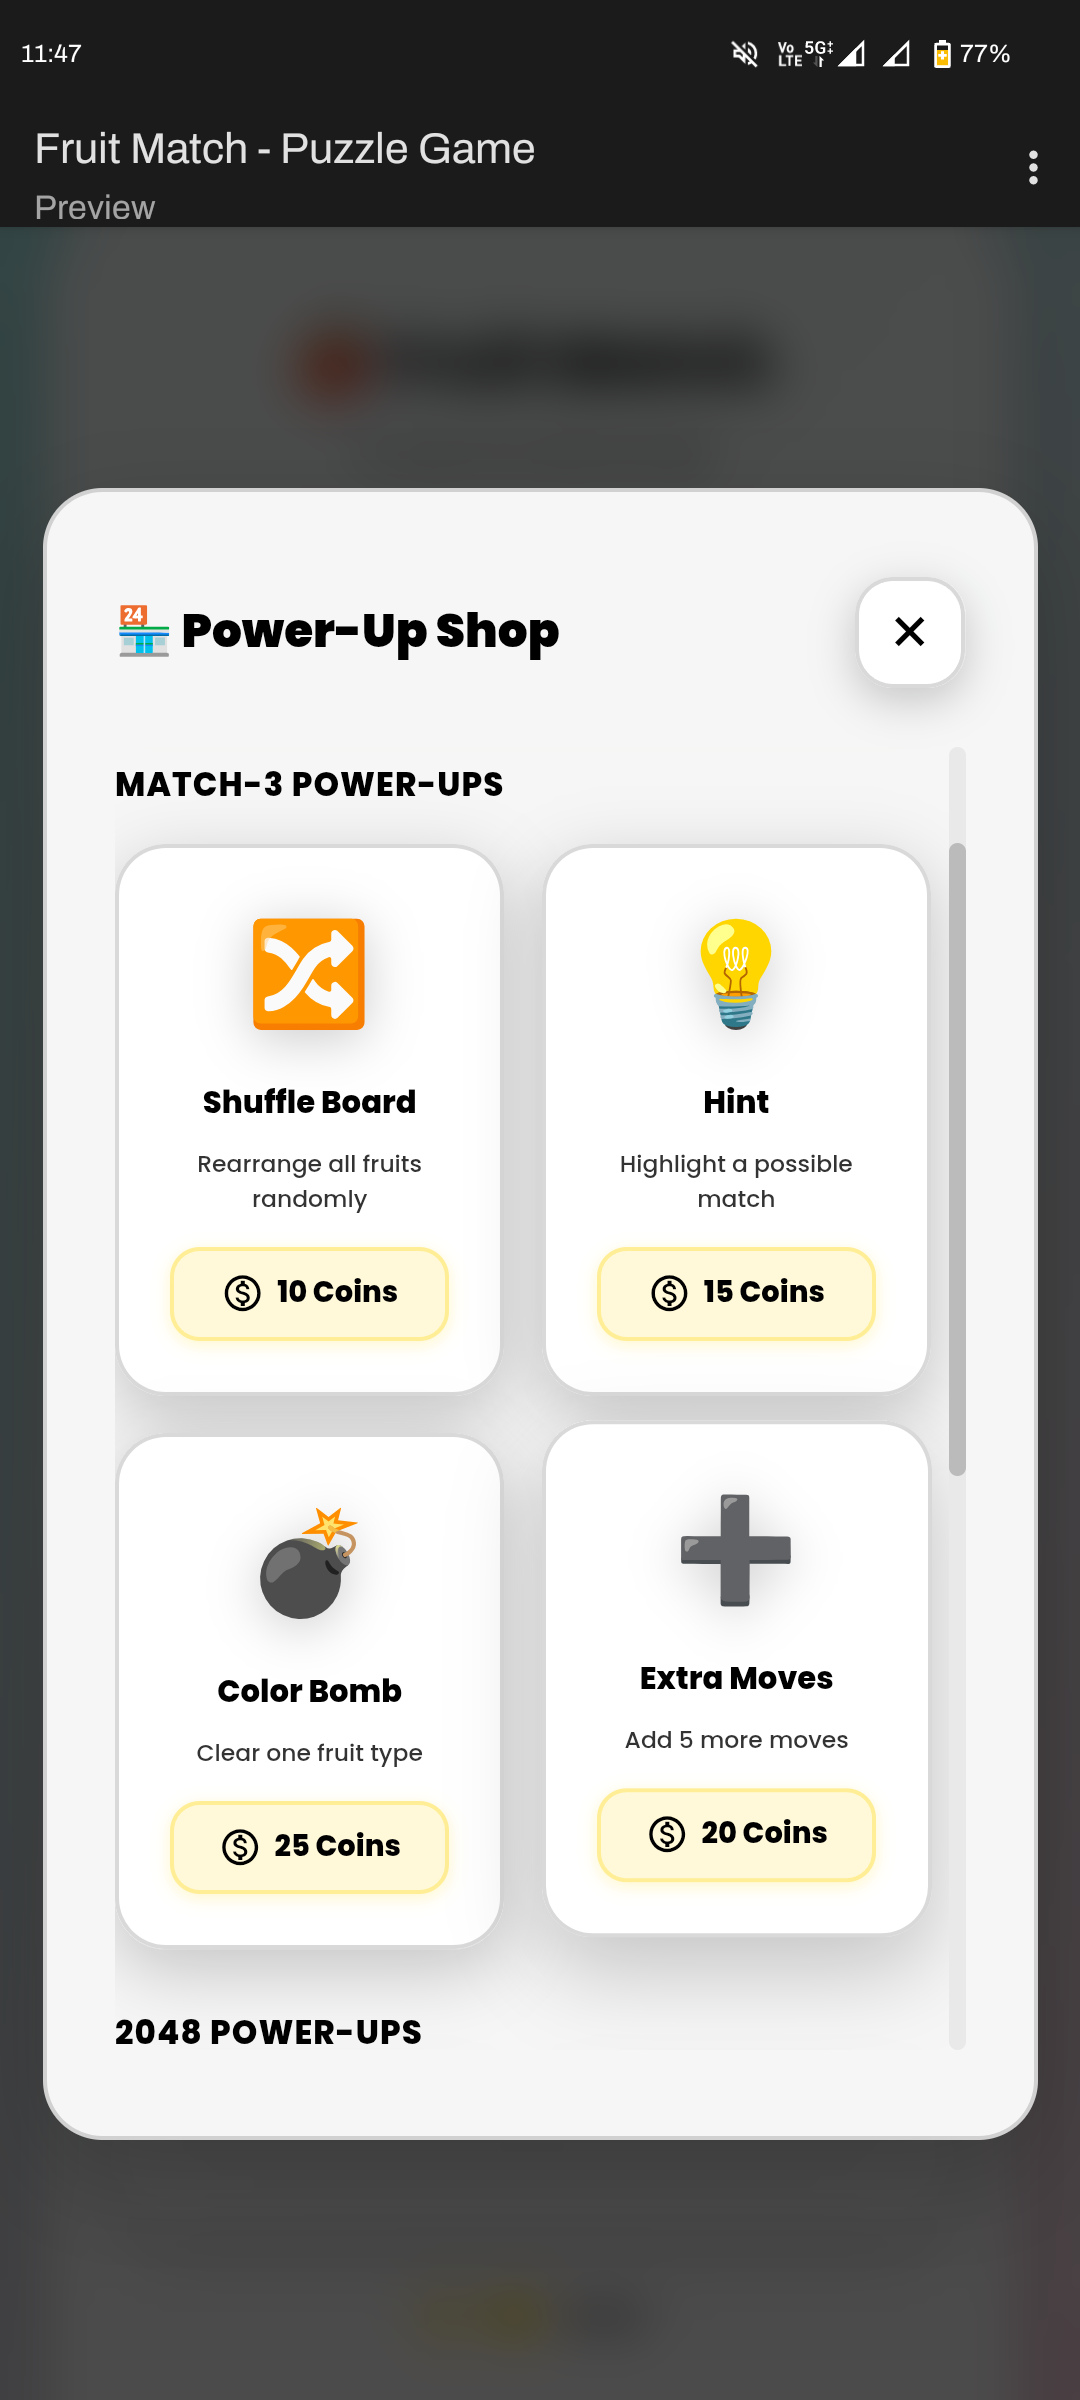 11:47
Vo LTE 5G‡ 77%
Fruit Match - Puzzle Game
Preview
24 Power-Up Shop
MATCH-3 POWER-UPS
Shuffle Board
Rearrange all fruits
randomly
10 Coins
Hint
Highlight a possible
match
15 Coins
Color Bomb
Clear one fruit type
25 Coins
Extra Moves
Add 5 more moves
20 Coins
2048 POWER-UPS